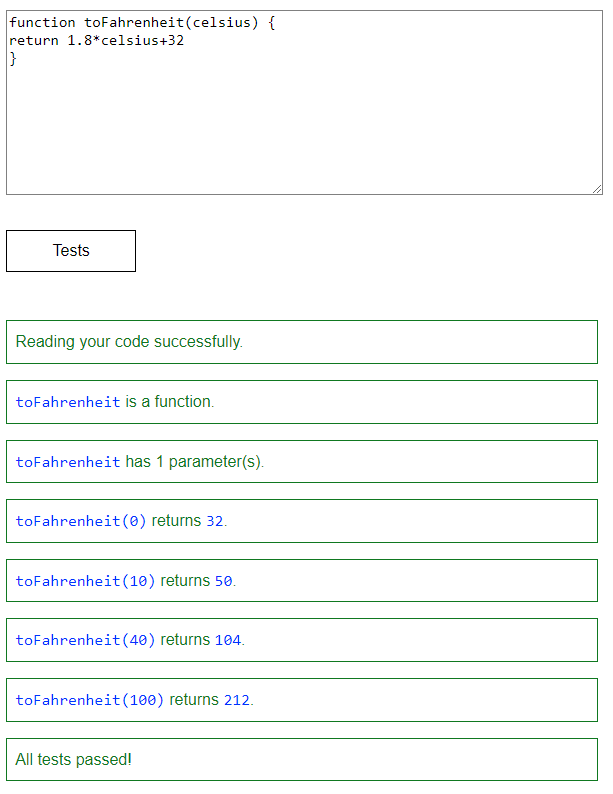 function toFahrenheit(celsius) {
return 1.8*celsius+32
}
Tests
Reading your code successfully.
toFahrenheit is a function.
toFahrenheit has 1 parameter(s).
toFahrenheit(0) returns 32.
toFahrenheit(10) returns 50.
toFahrenheit(40) returns 104.
toFahrenheit(100) returns 212.
All tests passed!